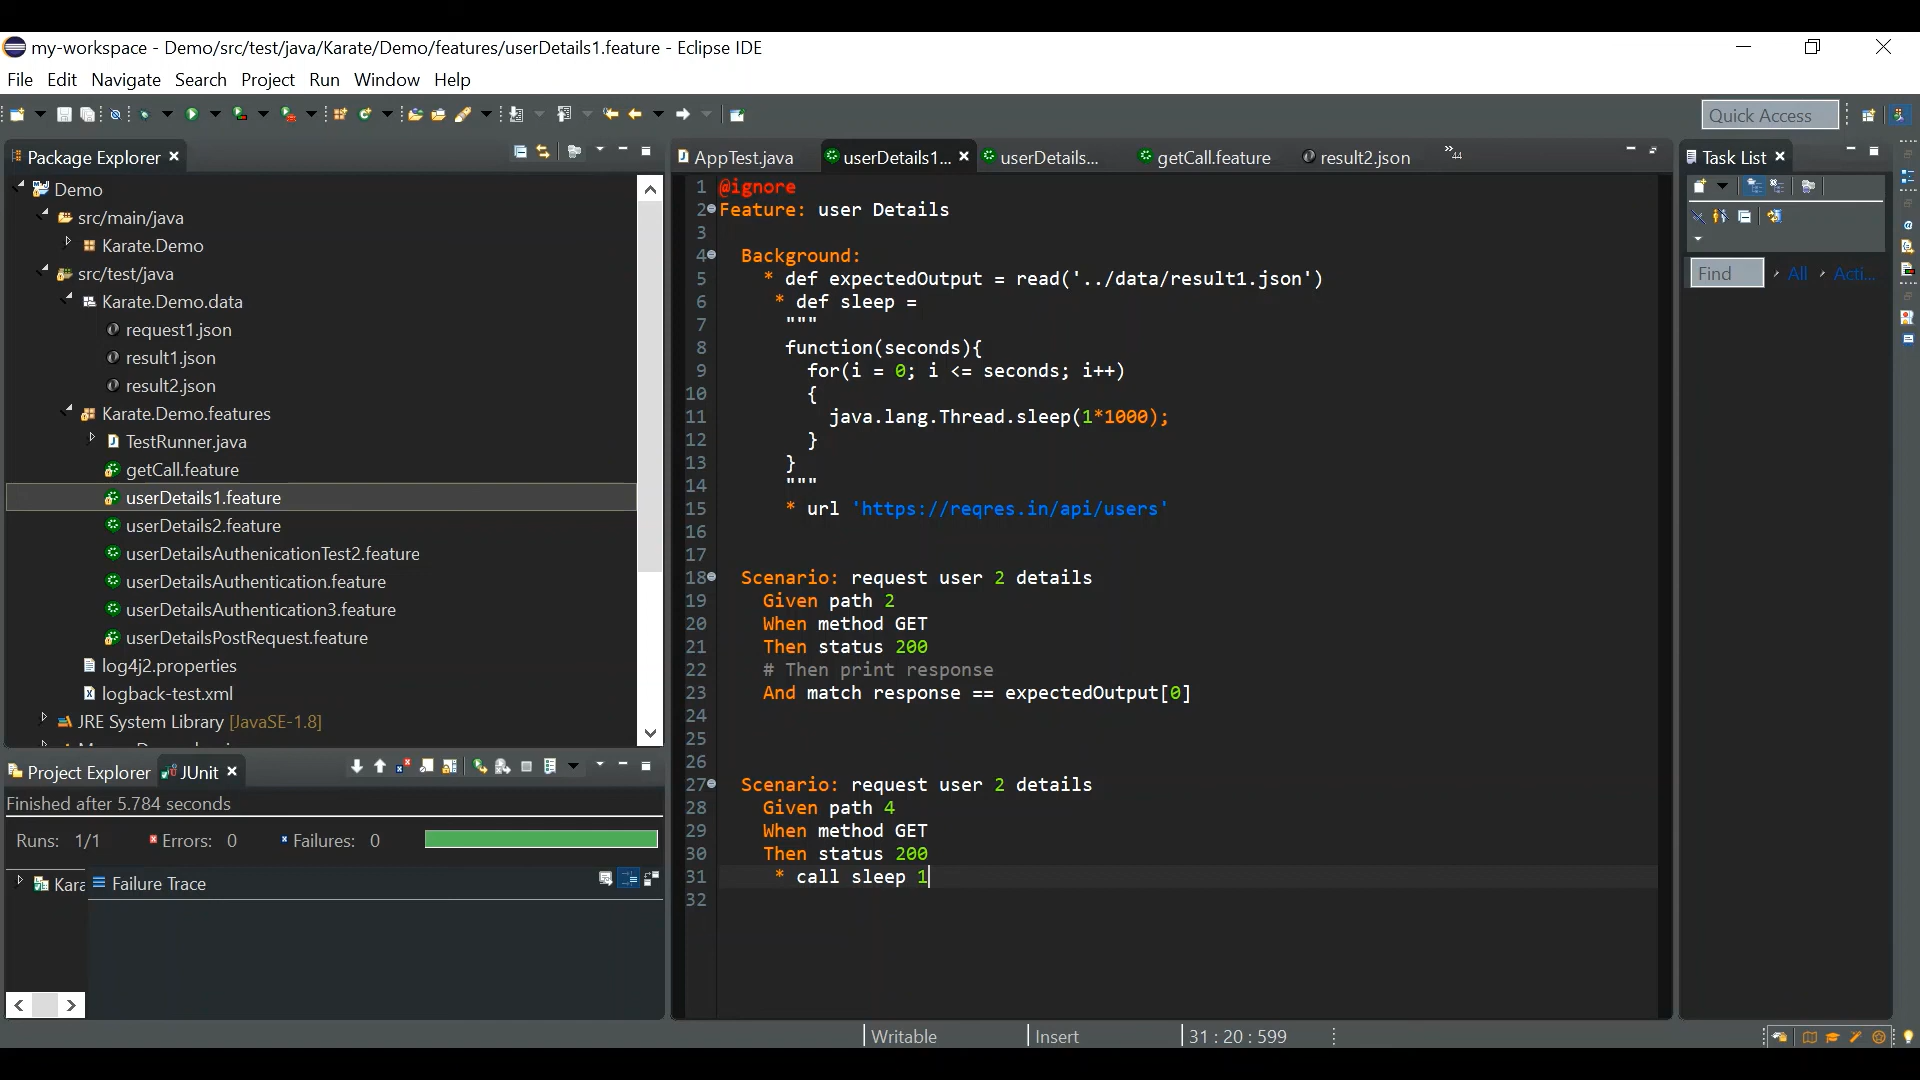 my-workspace - Demo/src/test/java/Karate/Demo/features/userDetails1.feature - Eclipse IDE
File Edit Navigate Search Project Run Window Help
Quick Access
Package Explorer
Demo
src/main/java
Karate.Demo
src/test/java
Karate.Demo.data
request1.json
result1.json
result2.json
Karate.Demo.features
TestRunner.java
getCall.feature
userDetails1.feature
userDetails2.feature
userDetailsAuthenicationTest2.feature
userDetailsAuthentication.feature
userDetailsAuthentication3.feature
userDetailsPostRequest.feature
log4j2.properties
logback-test.xml
JRE System Library [JavaSE-1.8]
Project Explorer JUnit
Finished after 5.784 seconds
Runs: 1/1 Errors: 0 Failures: 0
Kara Failure Trace
AppTest.java userDetails1... userDetails... getCall.feature result2.json »44
1 @ignore
2 Feature: user Details
3
4 Background:
5 * def expectedOutput = read('../data/result1.json')
6 * def sleep =
7 """
8 function(seconds){
9 for(i = 0; i <= seconds; i++)
10 {
11 java.lang.Thread.sleep(1*1000);
12 }
13 }
14 """
15 * url 'https://reqres.in/api/users'
16
17
18 Scenario: request user 2 details
19 Given path 2
20 When method GET
21 Then status 200
22 # Then print response
23 And match response == expectedOutput[0]
24
25
26
27 Scenario: request user 2 details
28 Given path 4
29 When method GET
30 Then status 200
31 * call sleep 1
32
Task List
Find All Acti...
Writable Insert 31 : 20 : 599